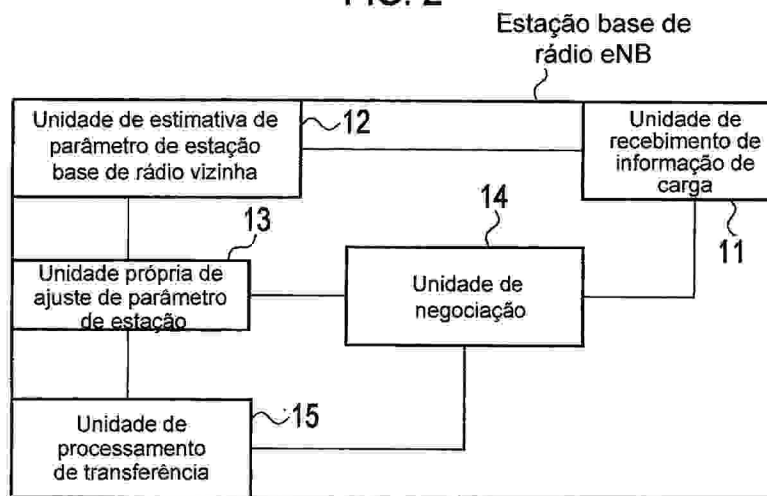 FIG. 2
Estação base de
rádio eNB
Unidade de estimativa de
parâmetro de estação
base de rádio vizinha
12
Unidade de
recebimento de
informação de
carga
11
13
Unidade própria de
ajuste de parâmetro
de estação
14
Unidade de
negociação
Unidade de
processamento
de transferência
15